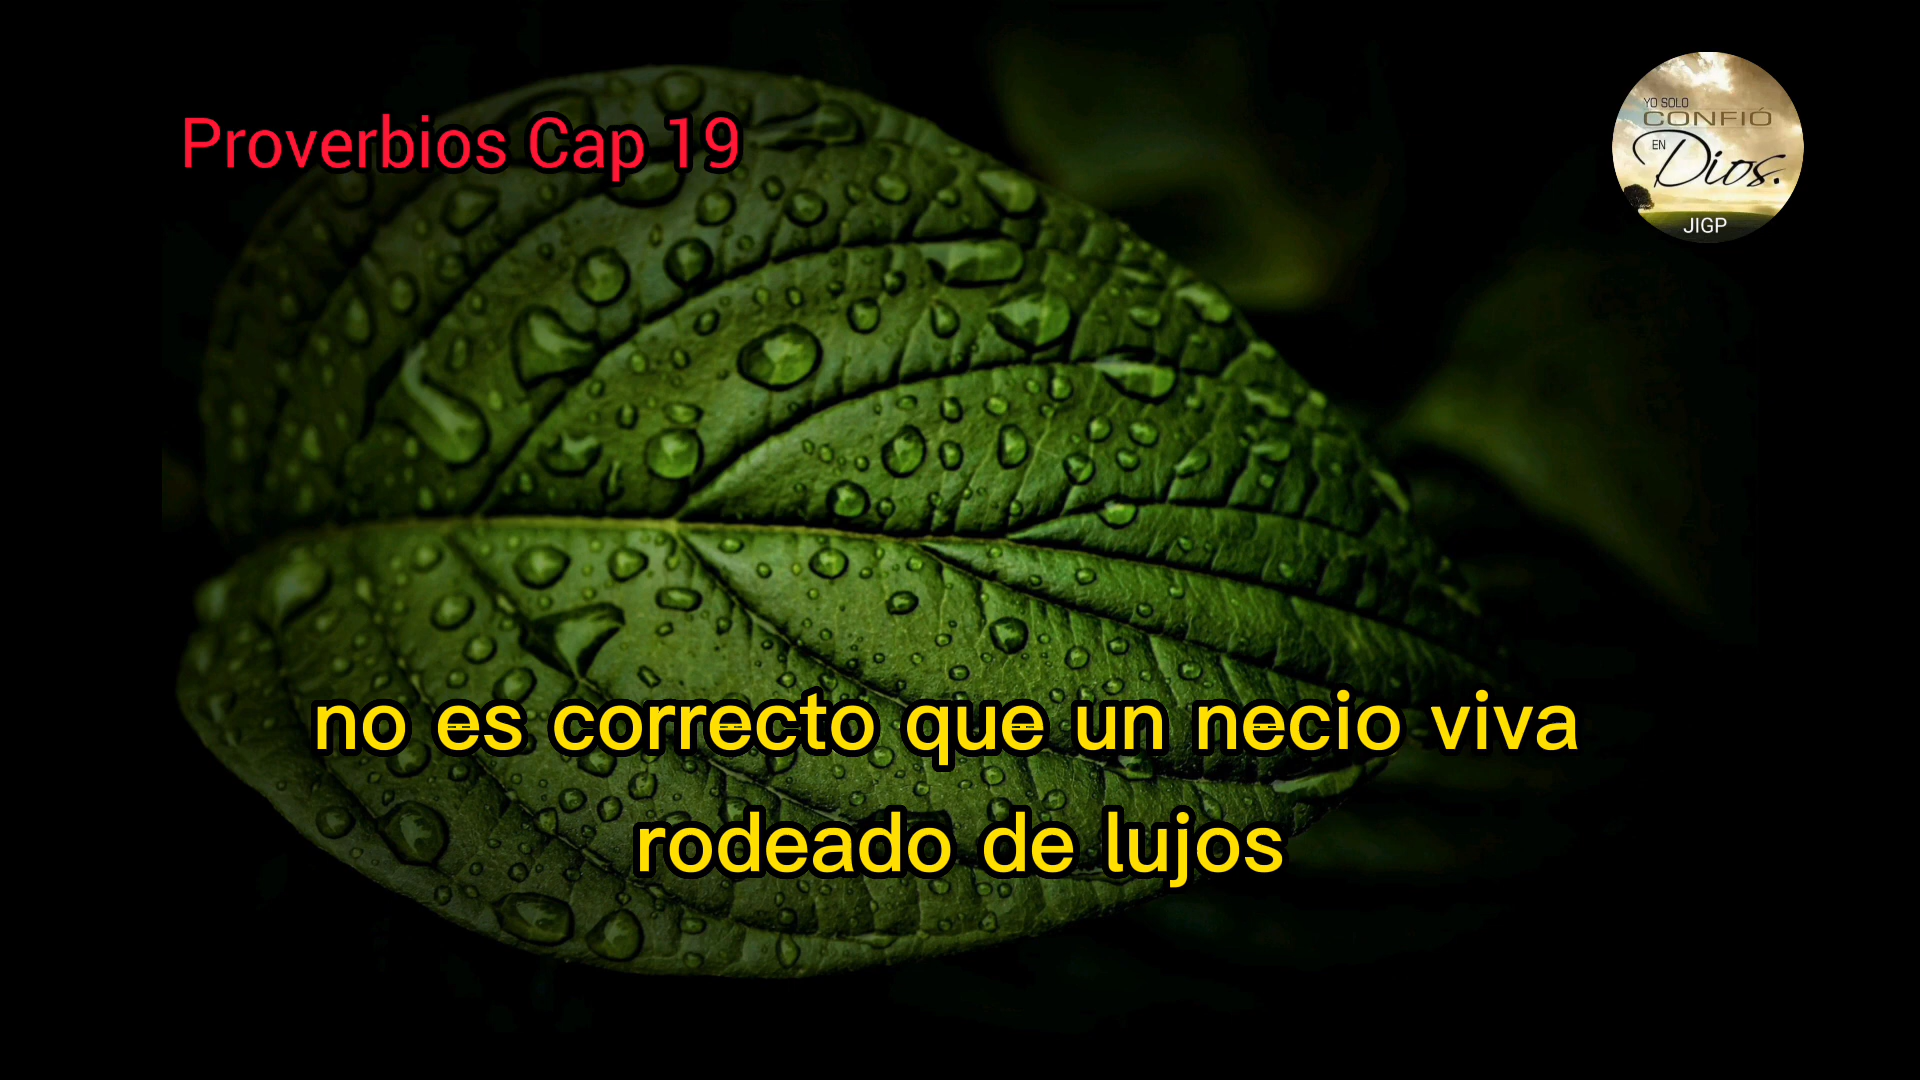 Proverbios Cap 19
YO SOLO
CONFIÓ
EN
Dios.
JIGP
no es correcto que un necio viva
rodeado de lujos